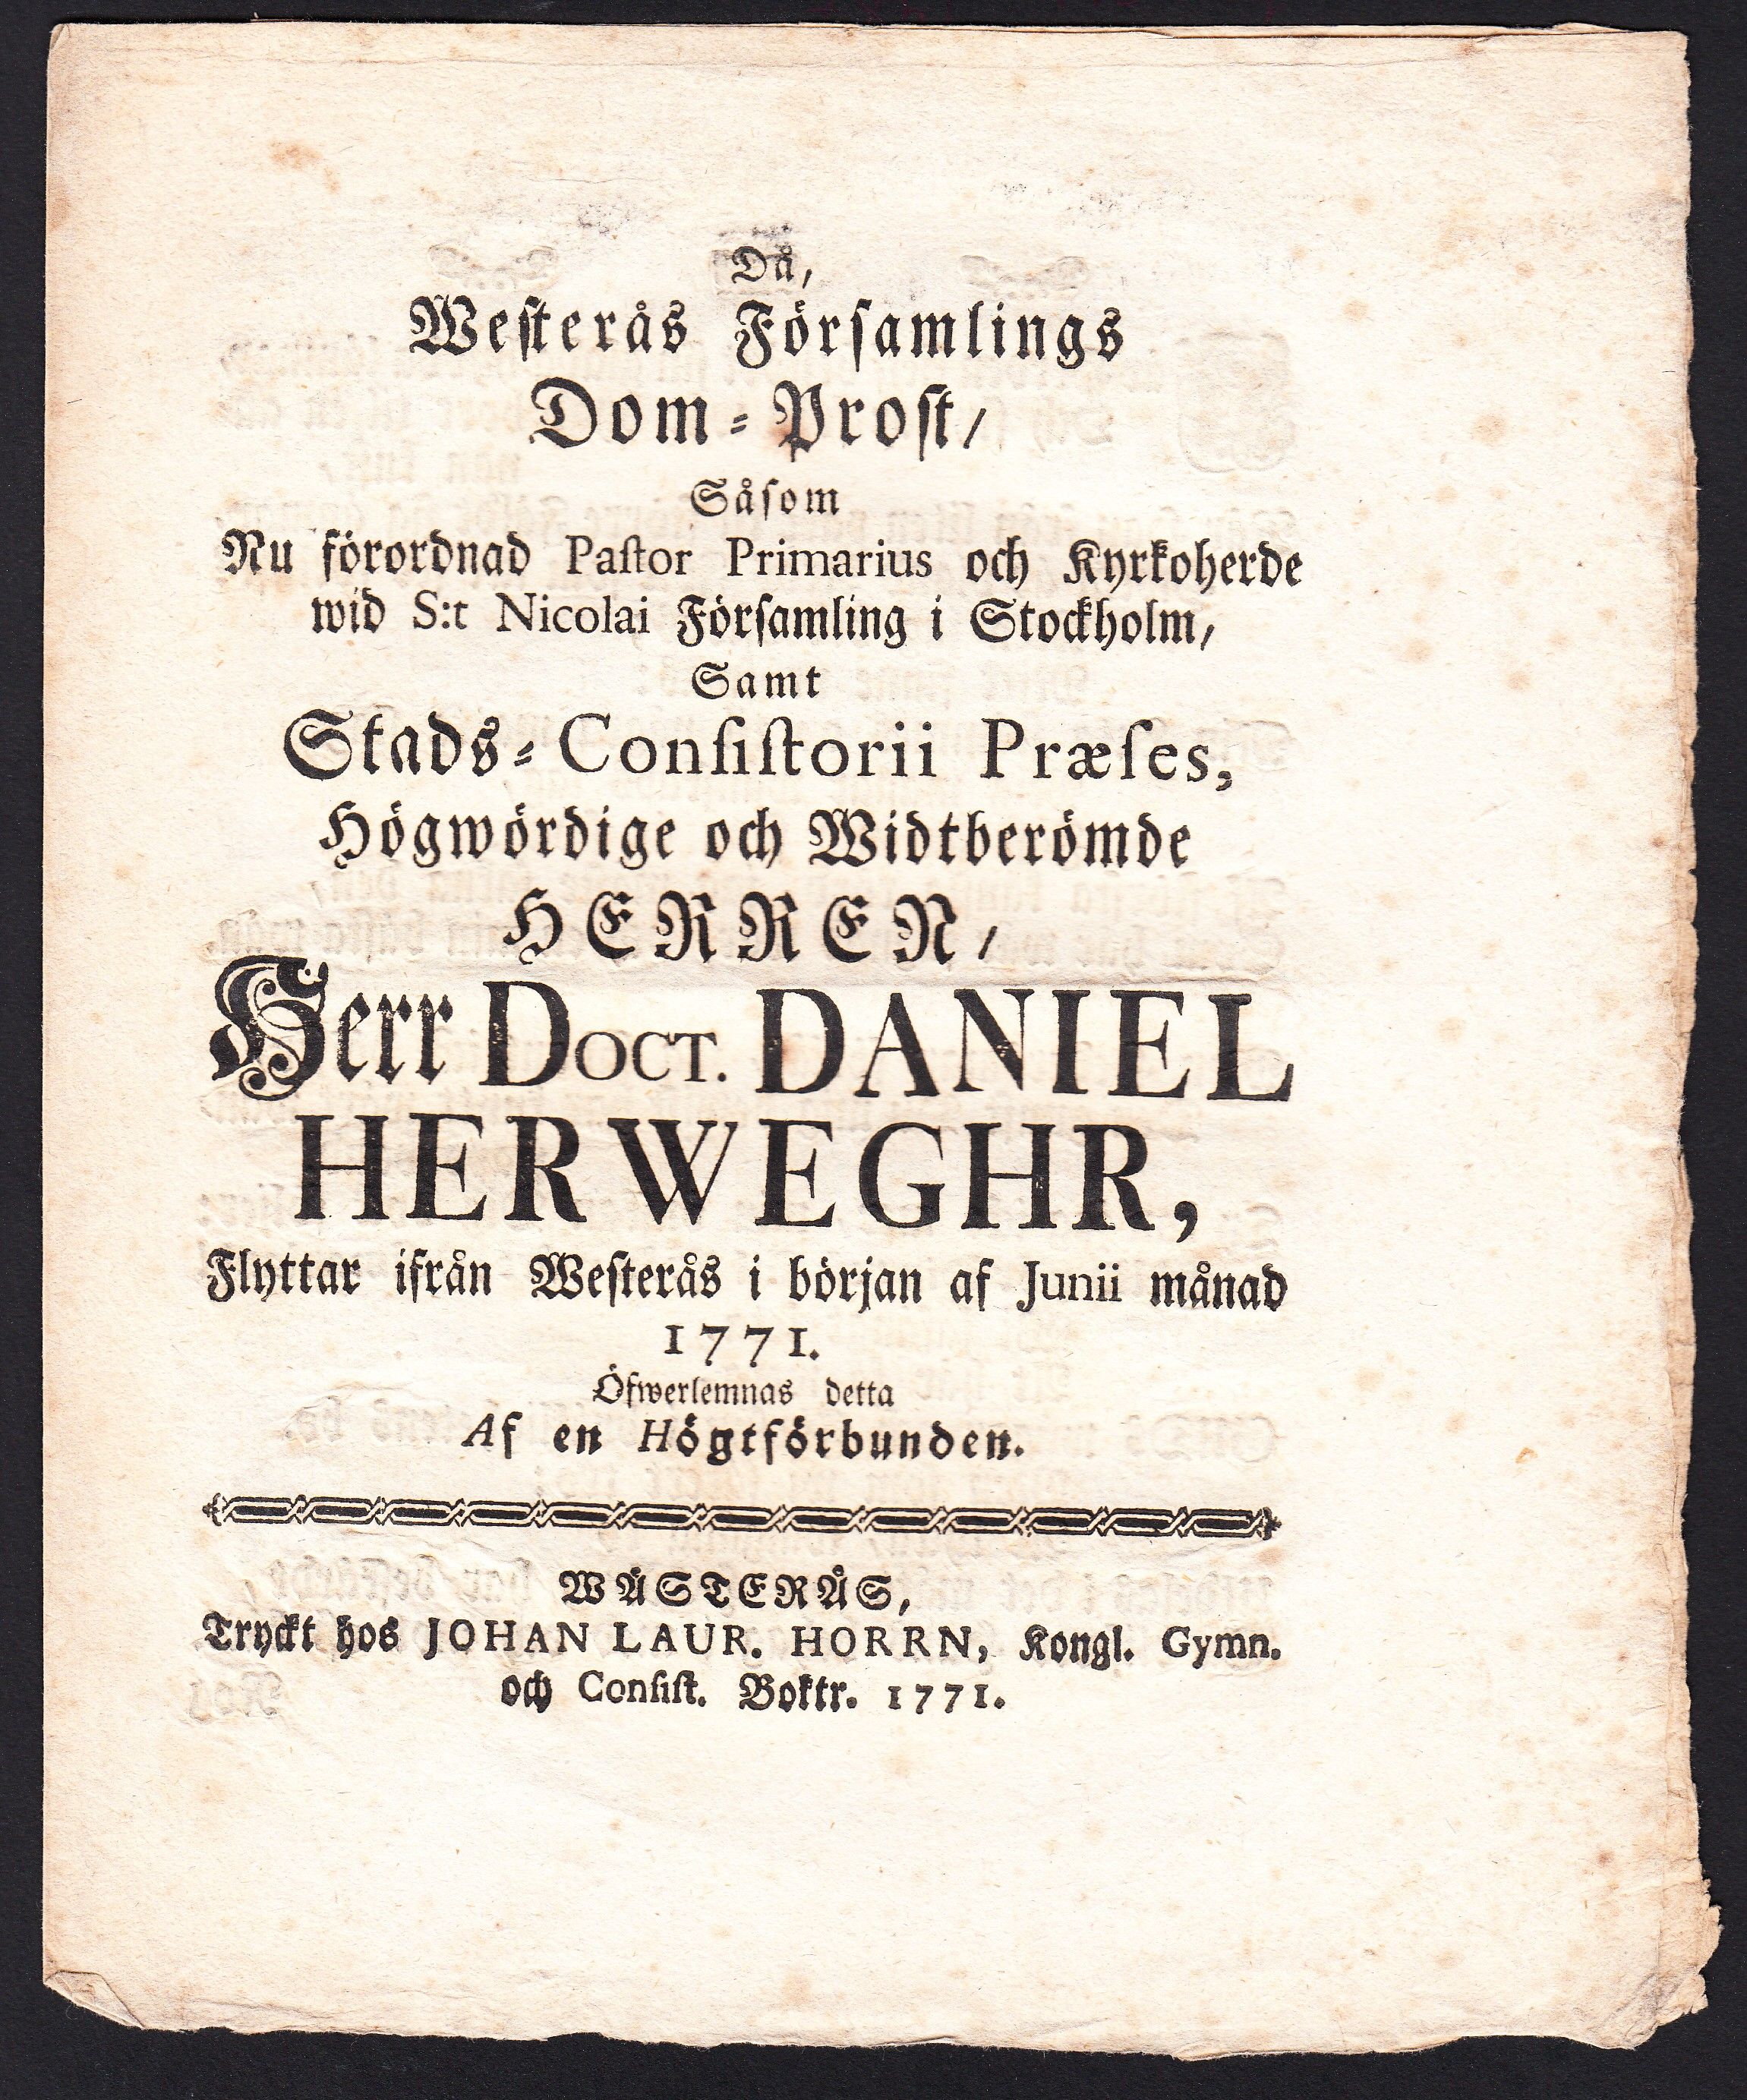 Då,
Weſterås Förſamlings
Dom-Proſt/
Såſom
Nu förordnad Paſtor Primarius och Kyrkoherde
wid S:t Nicolai Förſamling i Stockholm/
Samt
Stads-Conſiſtorii Præſes,
Högwördige och Widtberömde
HERREN/
Herr DOCT. DANIEL
HERWEGHR,
Flyttar ifrån Weſterås i början af Junii månad
1771.
Öfwerlemnas detta
Af en Högtförbunden.
WÄSTERÅS,
Tryckt hos JOHAN LAUR. HORRN, Kongl. Gymn.
och Conſiſt. Boktr. 1771.